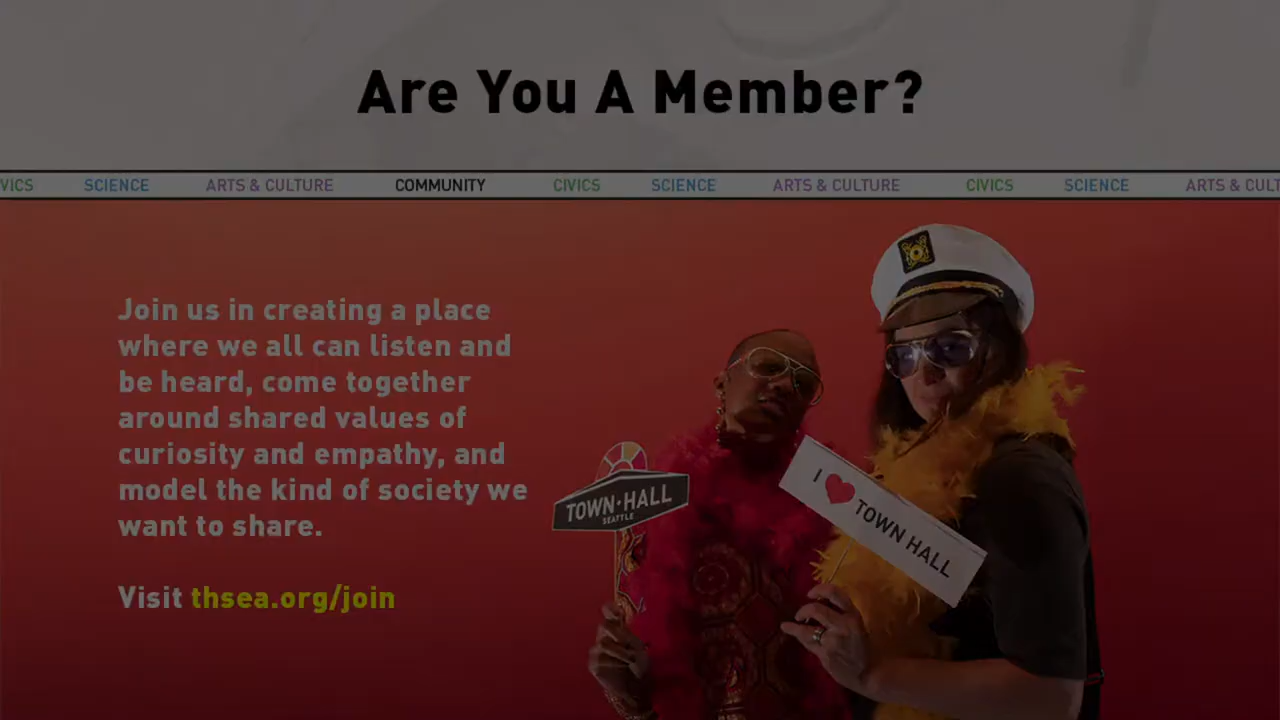 Are You A Member?
VICS SCIENCE ARTS & CULTURE COMMUNITY CIVICS SCIENCE ARTS & CULTURE CIVICS SCIENCE ARTS & CULT
Join us in creating a place
where we all can listen and
be heard, come together
around shared values of
curiosity and empathy, and
model the kind of society we
want to share.
Visit thsea.org/join
TOWN·HALL
SEATTLE
I ❤ TOWN HALL